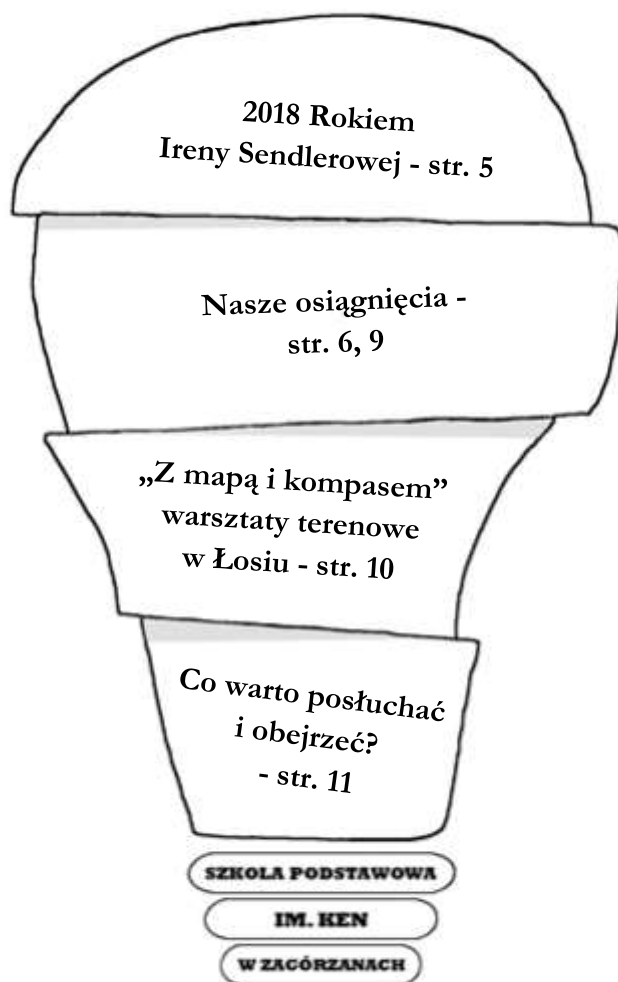 2018 Rokiem
Ireny Sendlerowej - str. 5
Nasze osiągnięcia -
str. 6, 9
„Z mapą i kompasem”
warsztaty terenowe
w Łosiu - str. 10
Co warto posłuchać
i obejrzeć?
- str. 11
SZKOŁA PODSTAWOWA
IM. KEN
W ZAGÓRZANACH